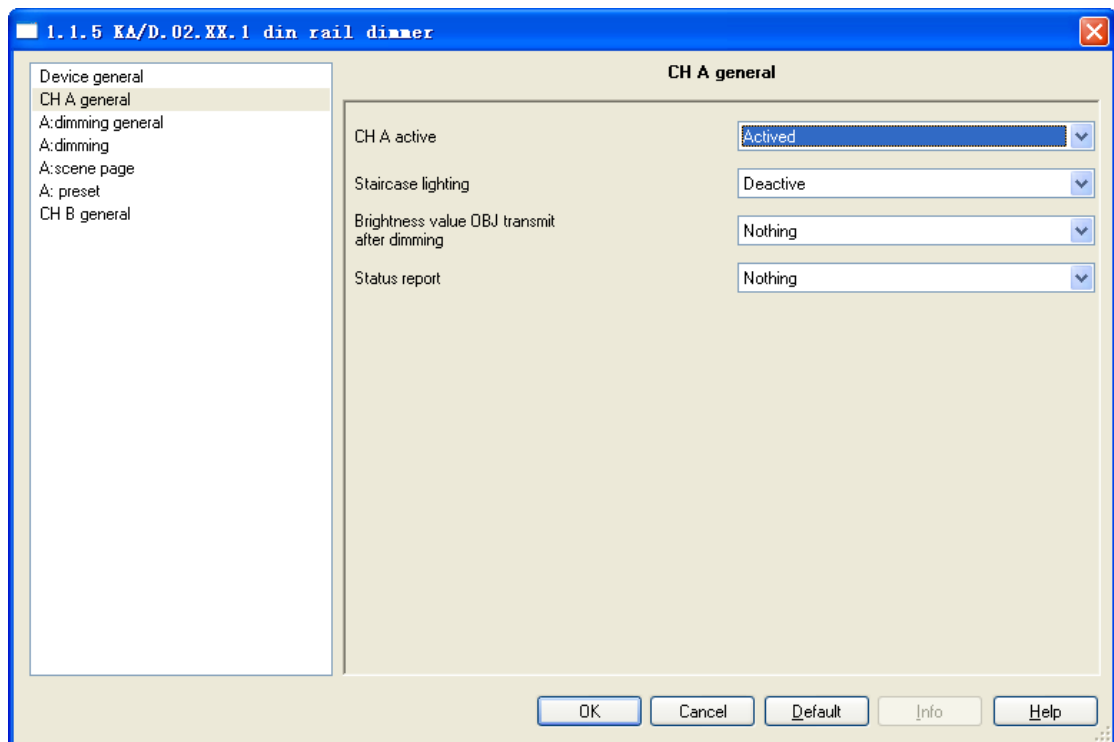 1.1.5 KA/D.02.XX.1 din rail dimmer
Device general
CH A general
A:dimming general
A:dimming
A:scene page
A: preset
CH B general
CH A general
CH A active
Actived
Staircase lighting
Deactive
Brightness value OBJ transmit
after dimming
Nothing
Status report
Nothing
OK
Cancel
Default
Info
Help